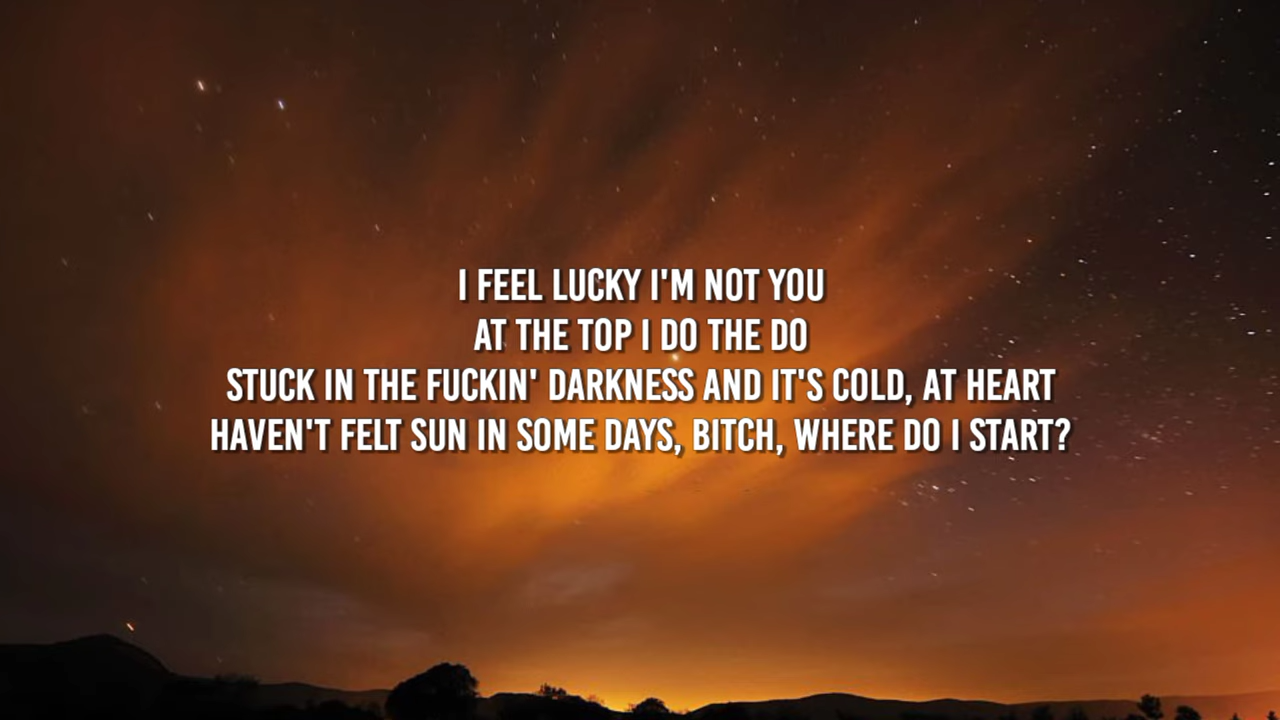 I FEEL LUCKY I'M NOT YOU
AT THE TOP I DO THE DO
STUCK IN THE FUCKIN' DARKNESS AND IT'S COLD, AT HEART
HAVEN'T FELT SUN IN SOME DAYS, BITCH, WHERE DO I START?